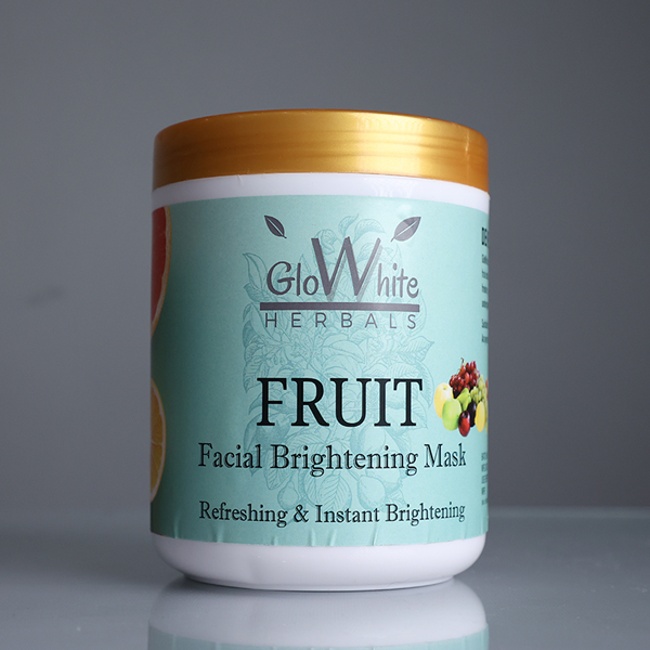 GloWhite
HERBALS
FRUIT
Facial Brightening Mask
Refreshing & Instant Brightening